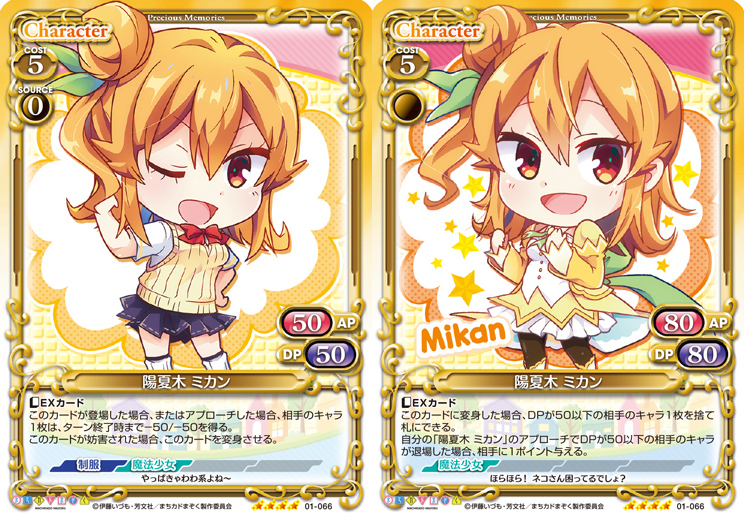 Precious Memories
Character
COST
5
SOURCE
0
50 AP
DP 50
陽夏木 ミカン
EXカード
このカードが登場した場合、またはアプローチした場合、相手のキャラ
1枚は、ターン終了時まで-50/-50を得る。
このカードが妨害された場合、このカードを変身させる。
制服 魔法少女
やっぱきゃわわ系よね〜
©伊藤いづも・芳文社/まちカドまぞく製作委員会
01-066
Precious Memories
Character
COST
5
Mikan
80 AP
DP 80
陽夏木 ミカン
EXカード
このカードに変身した場合、DPが50以下の相手のキャラ1枚を捨て
札にできる。
自分の「陽夏木 ミカン」のアプローチでDPが50以下の相手のキャラ
が退場した場合、相手に1ポイント与える。
魔法少女
ほらほら!ネコさん困ってるでしょ?
©伊藤いづも・芳文社/まちカドまぞく製作委員会
01-066